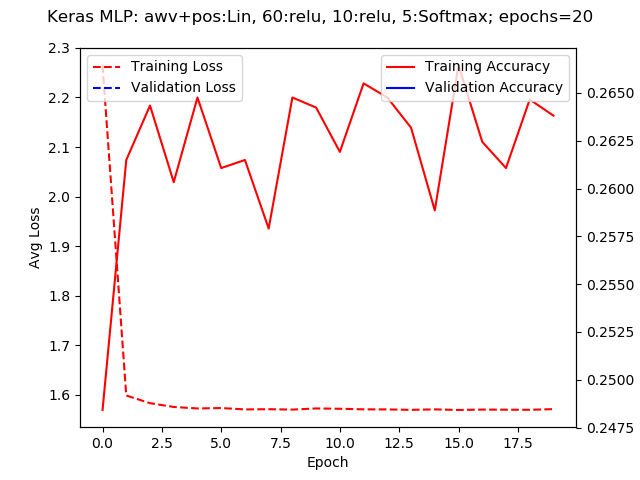 Keras MLP: awv+pos:Lin, 60:relu, 10:relu, 5:Softmax; epochs=20
Training Loss
Validation Loss
Training Accuracy
Validation Accuracy
Avg Loss
2.3
2.2
2.1
2.0
1.9
1.8
1.7
1.6
0.2650
0.2625
0.2600
0.2575
0.2550
0.2525
0.2500
0.2475
0.0 2.5 5.0 7.5 10.0 12.5 15.0 17.5
Epoch